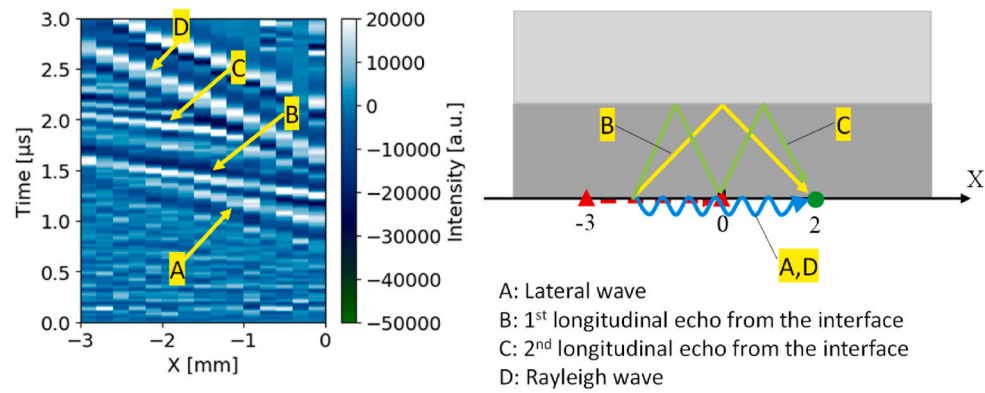 3.0
2.5
2.0
1.5
1.0
0.5
0.0
Time [µs]
−3
−2
−1
0
X [mm]
D
C
B
A
20000
10000
0
−10000
−20000
−30000
−40000
−50000
Intensity [a.u.]
B
C
X
-3
0
2
A,D
A: Lateral wave
B: 1st longitudinal echo from the interface
C: 2nd longitudinal echo from the interface
D: Rayleigh wave